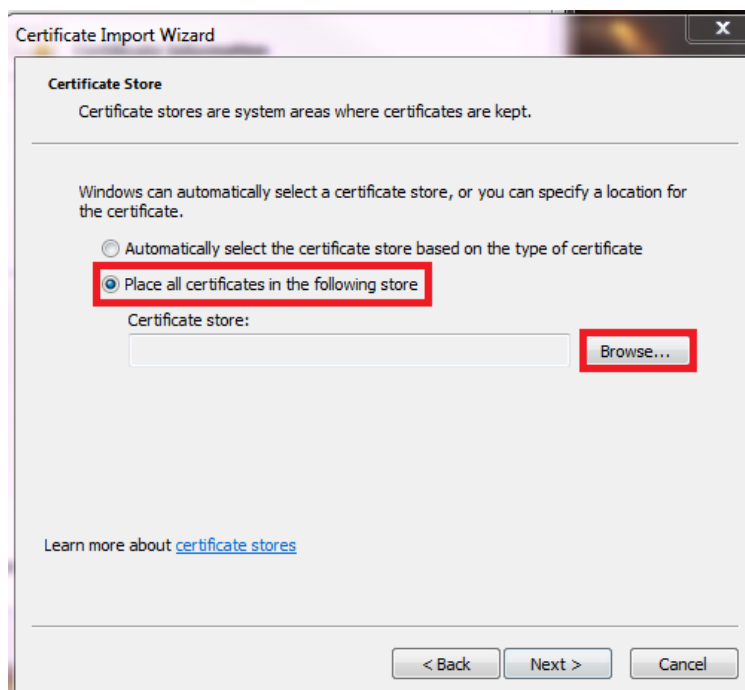 Certificate Import Wizard
Certificate Store
Certificate stores are system areas where certificates are kept.
Windows can automatically select a certificate store, or you can specify a location for
the certificate.
Automatically select the certificate store based on the type of certificate
Place all certificates in the following store
Certificate store:
Browse...
Learn more about certificate stores
< Back Next > Cancel